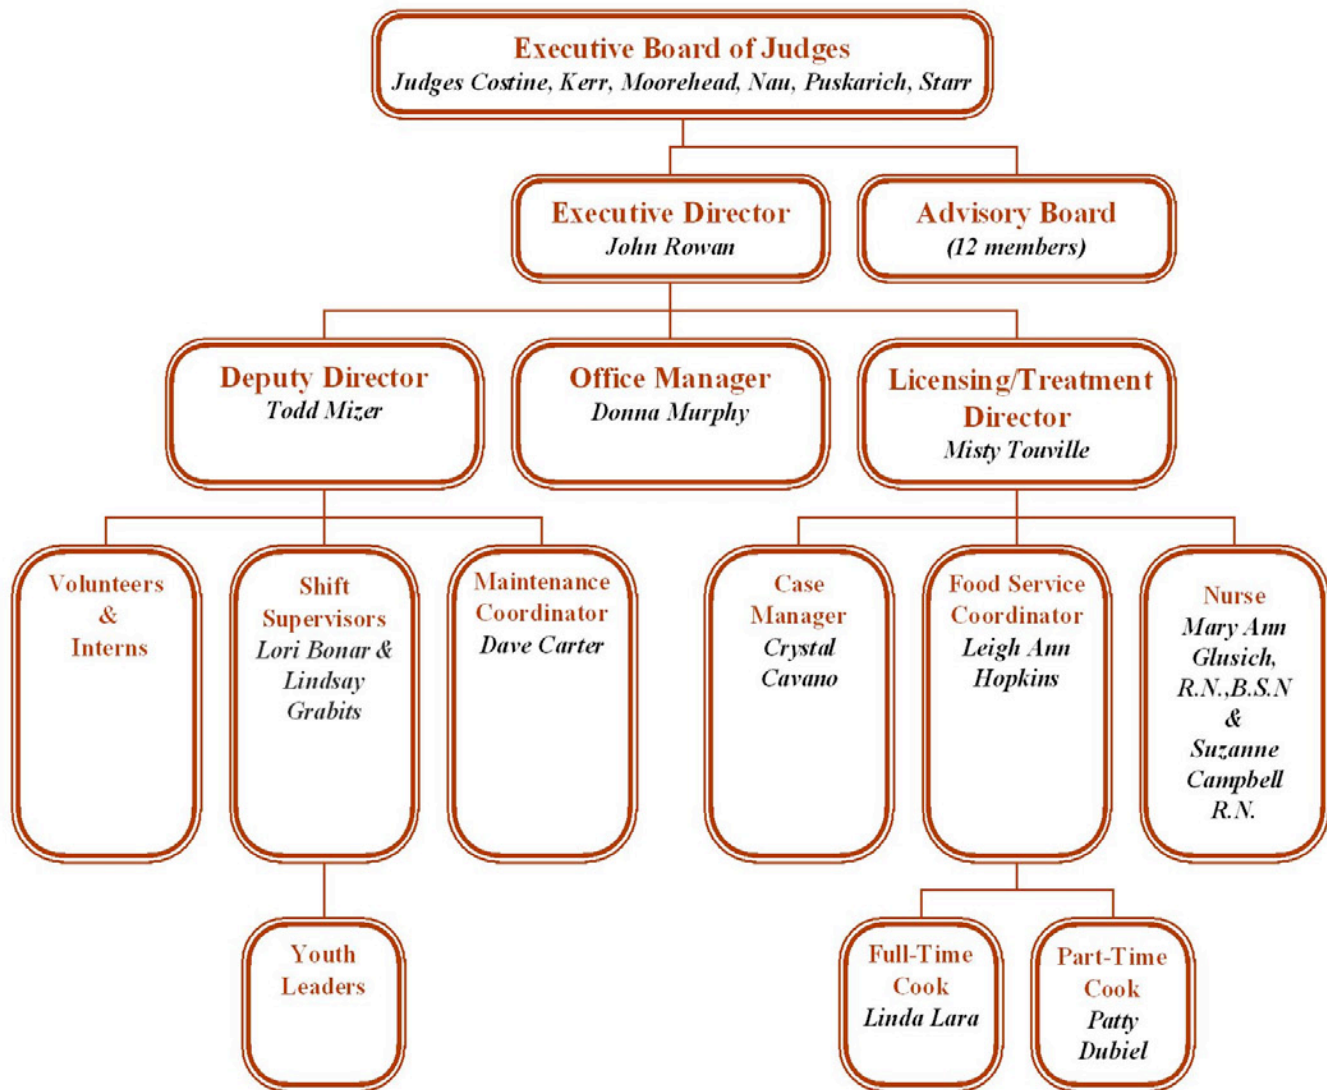 Executive Board of Judges
Judges Costine, Kerr, Moorehead, Nau, Puskarich, Starr
Executive Director
John Rowan
Advisory Board
(12 members)
Deputy Director
Todd Mizer
Office Manager
Donna Murphy
Licensing/Treatment
Director
Misty Touville
Volunteers
&
Interns
Shift
Supervisors
Lori Bonar &
Lindsay
Grabits
Maintenance
Coordinator
Dave Carter
Case
Manager
Crystal
Cavano
Food Service
Coordinator
Leigh Ann
Hopkins
Nurse
Mary Ann
Glusich,
R.N.,B.S.N
&
Suzanne
Campbell
R.N.
Youth
Leaders
Full-Time
Cook
Linda Lara
Part-Time
Cook
Patty
Dubiel